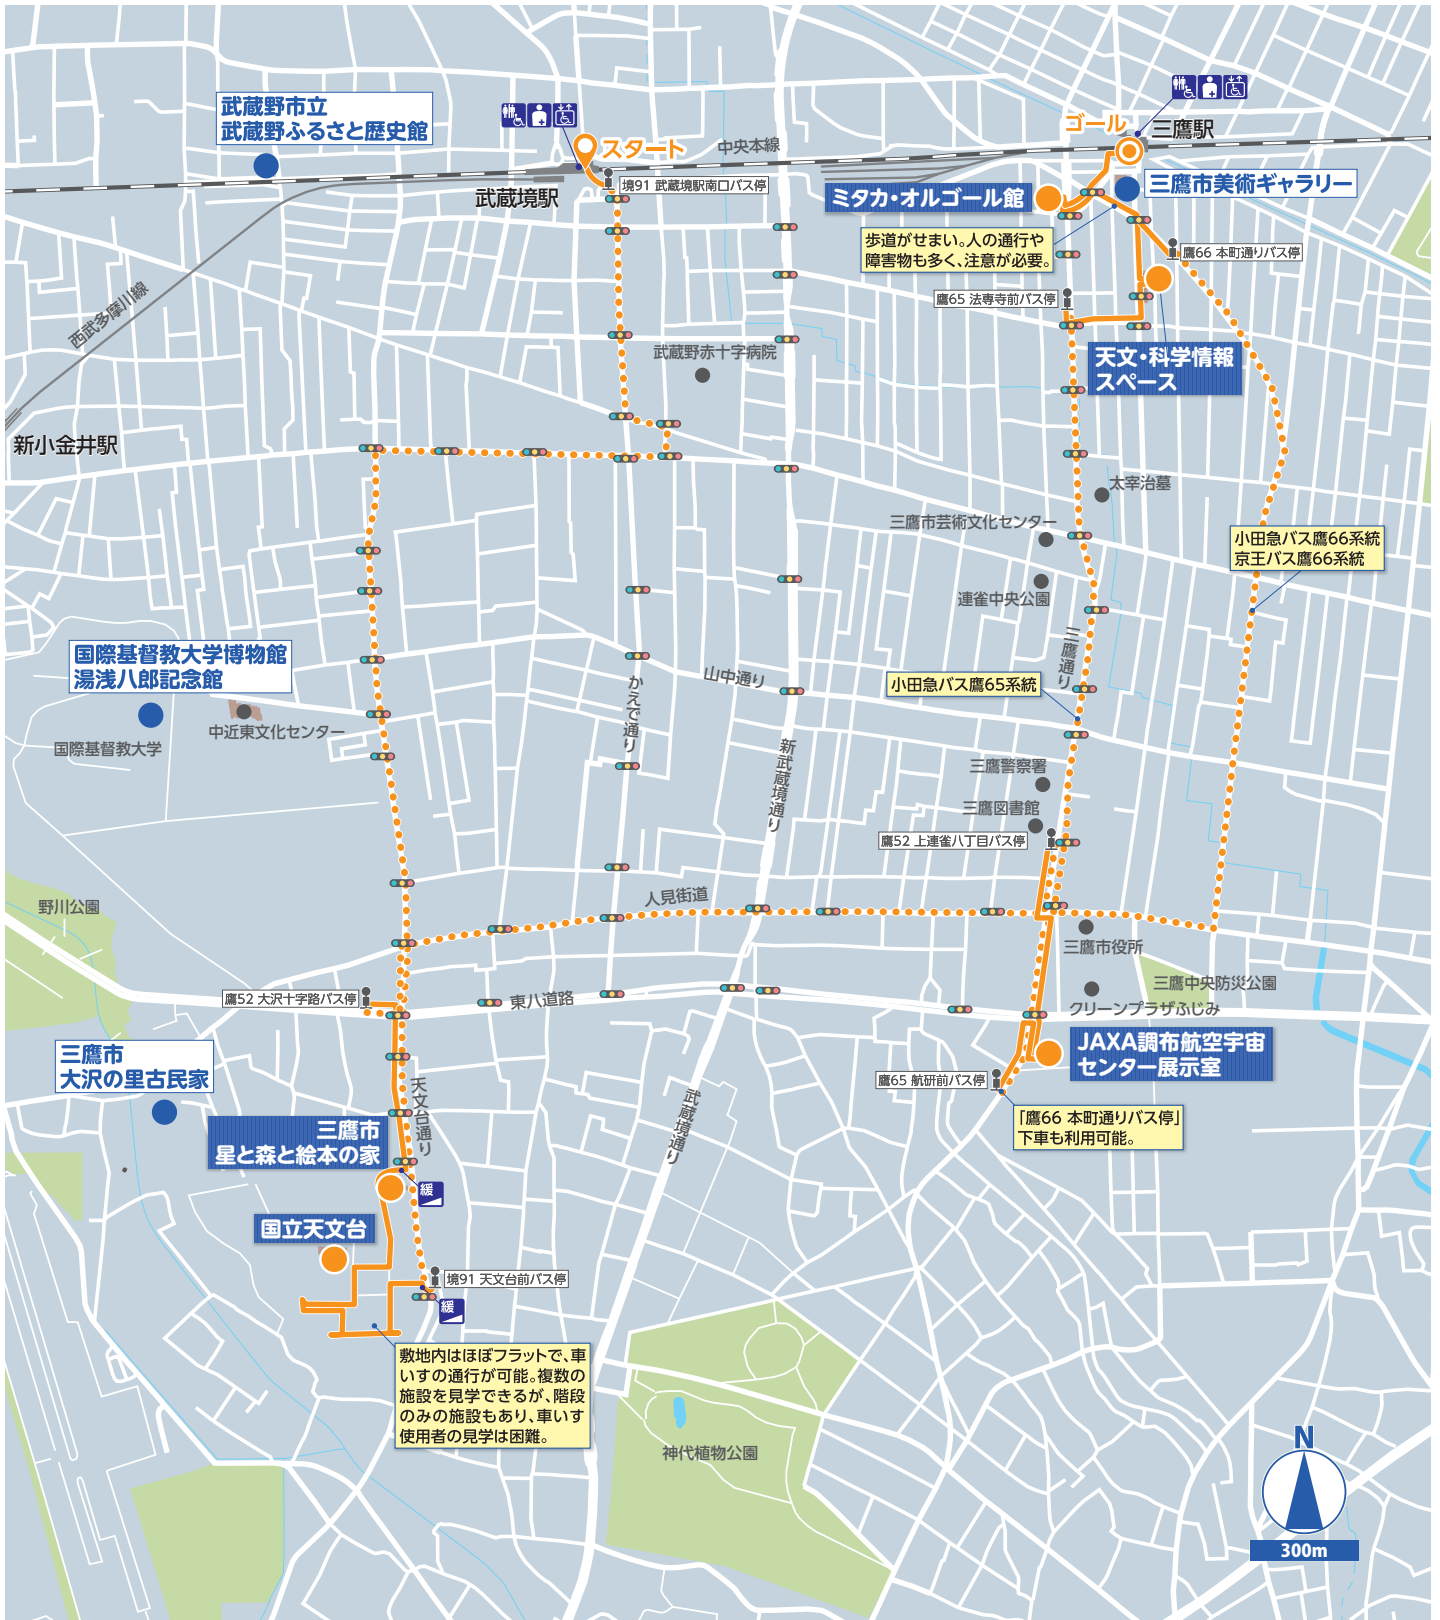 武蔵野市立
武蔵野ふるさと歴史館
スタート
中央本線
ゴール
三鷹駅
武蔵境駅
境91 武蔵境駅南口バス停
ミタカ・オルゴール館
三鷹市美術ギャラリー
歩道がせまい。人の通行や
障害物も多く、注意が必要。
鷹66 本町通りバス停
鷹65 法専寺前バス停
西武多摩川線
武蔵野赤十字病院
天文・科学情報
スペース
新小金井駅
太宰治墓
三鷹市芸術文化センター
小田急バス鷹66系統
京王バス鷹66系統
連雀中央公園
三鷹通り
国際基督教大学博物館
湯浅八郎記念館
山中通り
かえで通り
小田急バス鷹65系統
中近東文化センター
国際基督教大学
新武蔵境通り
三鷹警察署
三鷹図書館
鷹52 上連雀八丁目バス停
人見街道
野川公園
三鷹市役所
三鷹中央防災公園
クリーンプラザふじみ
鷹52 大沢十字路バス停
東八道路
三鷹市
大沢の里古民家
JAXA調布航空宇宙
センター展示室
鷹65 航研前バス停
天文台通り
武蔵境通り
「鷹66 本町通りバス停」
下車も利用可能。
三鷹市
星と森と絵本の家
緩
国立天文台
境91 天文台前バス停
緩
敷地内はほぼフラットで、車
いすの通行が可能。複数の
施設を見学できるが、階段
のみの施設もあり、車いす
使用者の見学は困難。
神代植物公園
N
300m